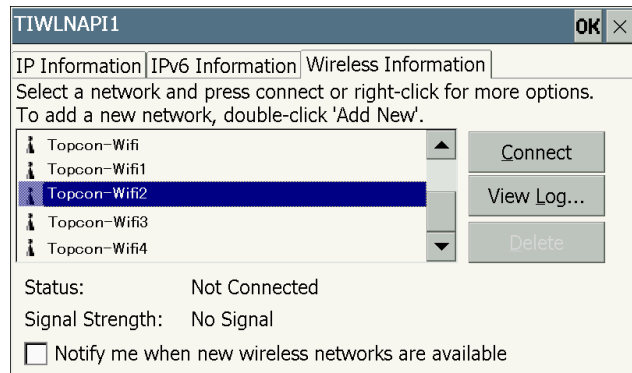 TIWLNAPI1 OK ×
IP Information IPv6 Information Wireless Information
Select a network and press connect or right-click for more options.
To add a new network, double-click 'Add New'.
Topcon-Wifi
Topcon-Wifi1
Topcon-Wifi2
Topcon-Wifi3
Topcon-Wifi4
Connect
View Log...
Delete
Status: Not Connected
Signal Strength: No Signal
Notify me when new wireless networks are available